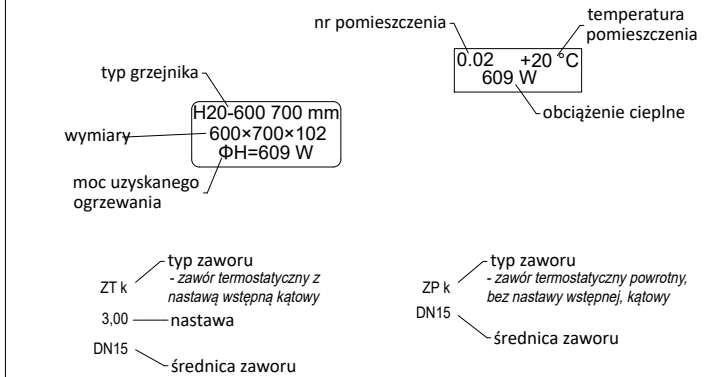 nr pomieszczenia
temperatura
pomieszczenia
0.02 +20 °C
609 W
obciążenie cieplne
typ grzejnika
H20-600 700 mm
wymiary
600×700×102
ΦH=609 W
moc uzyskanego
ogrzewania
typ zaworu
- zawór termostatyczny z
nastawą wstępną kątowy
ZT k
3,00
nastawa
DN15
średnica zaworu
typ zaworu
- zawór termostatyczny powrotny,
bez nastawy wstępnej, kątowy
ZP k
DN15
średnica zaworu